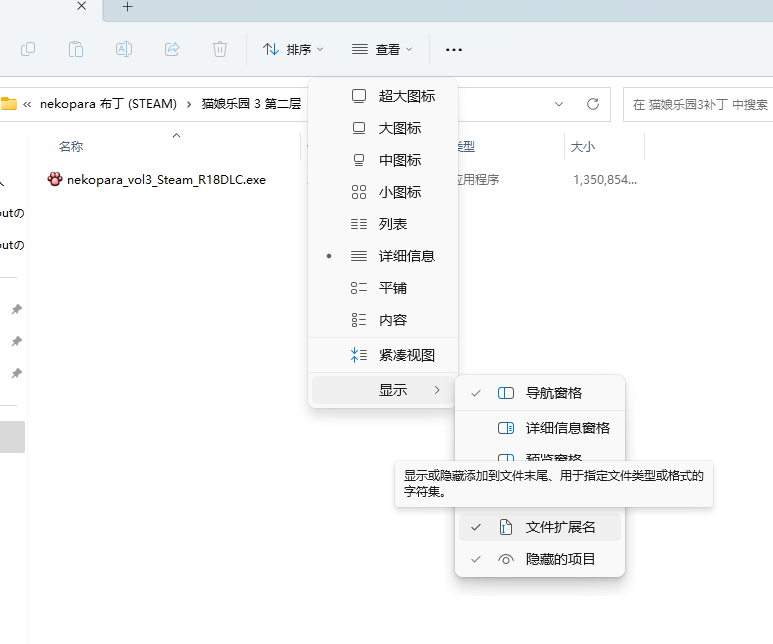 排序
查看
nekopara 布丁 (STEAM)
猫娘乐园 3 第二层
在 猫娘乐园3补丁 中搜索
超大图标
名称
类型
大小
大图标
中图标
nekopara_vol3_Steam_R18DLC.exe
应用程序
1,350,854...
小图标
outの
列表
outの
详细信息
平铺
内容
紧凑视图
显示
导航窗格
详细信息窗格
预览窗格
显示或隐藏添加到文件末尾、用于指定文件类型或格式的
字符集。
文件扩展名
隐藏的项目